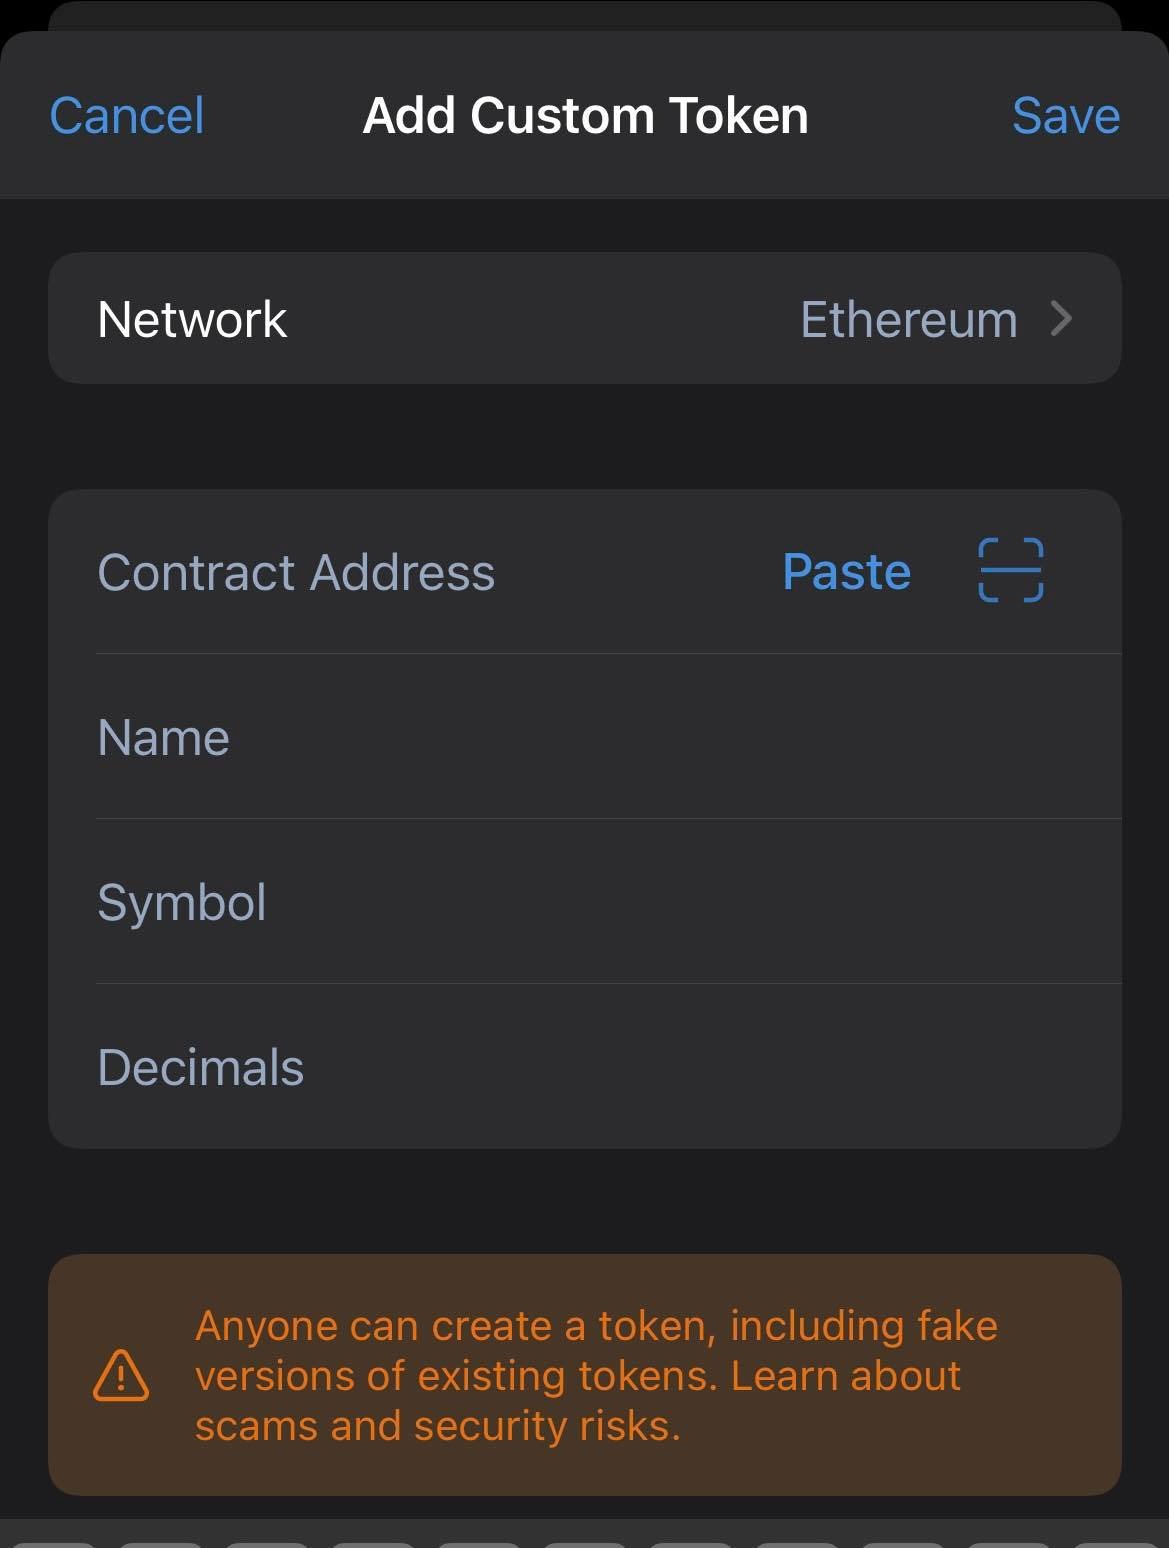 Cancel Add Custom Token Save
Network Ethereum
Contract Address Paste
Name
Symbol
Decimals
Anyone can create a token, including fake
versions of existing tokens. Learn about
scams and security risks.